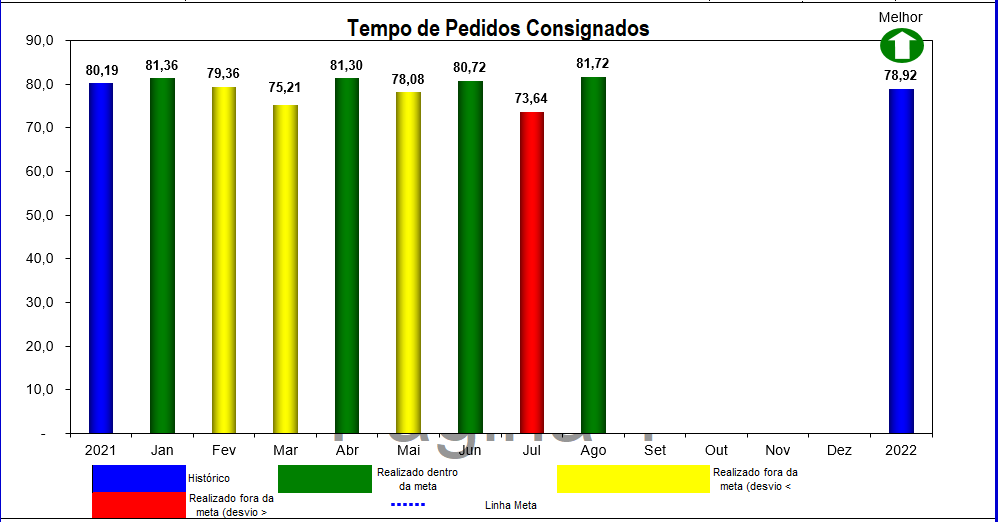 Tempo de Pedidos Consignados
Melhor
90,0
80,0
70,0
60,0
50,0
40,0
30,0
20,0
10,0
-
80,19
81,36
79,36
75,21
81,30
78,08
80,72
73,64
81,72
78,92
2021 Jan Fev Mar Abr Mai Jun Jul Ago Set Out Nov Dez 2022
Histórico
Realizado dentro
da meta
Realizado fora da
meta (desvio <
Realizado fora da
meta (desvio >
Linha Meta